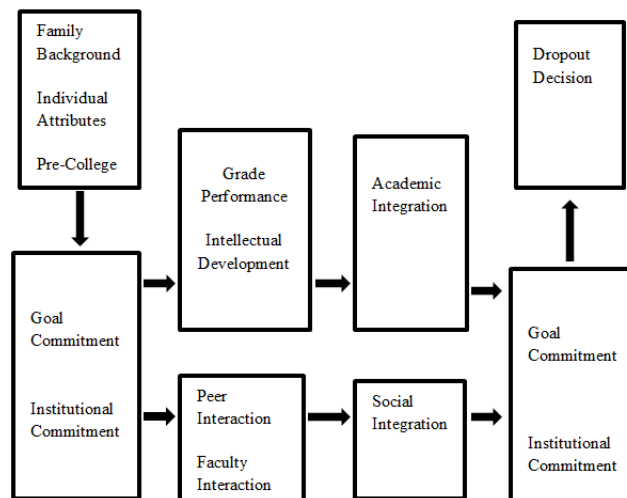 Family
Background
Individual
Attributes
Pre-College
Goal
Commitment
Institutional
Commitment
Grade
Performance
Intellectual
Development
Peer
Interaction
Faculty
Interaction
Academic
Integration
Social
Integration
Goal
Commitment
Institutional
Commitment
Dropout
Decision